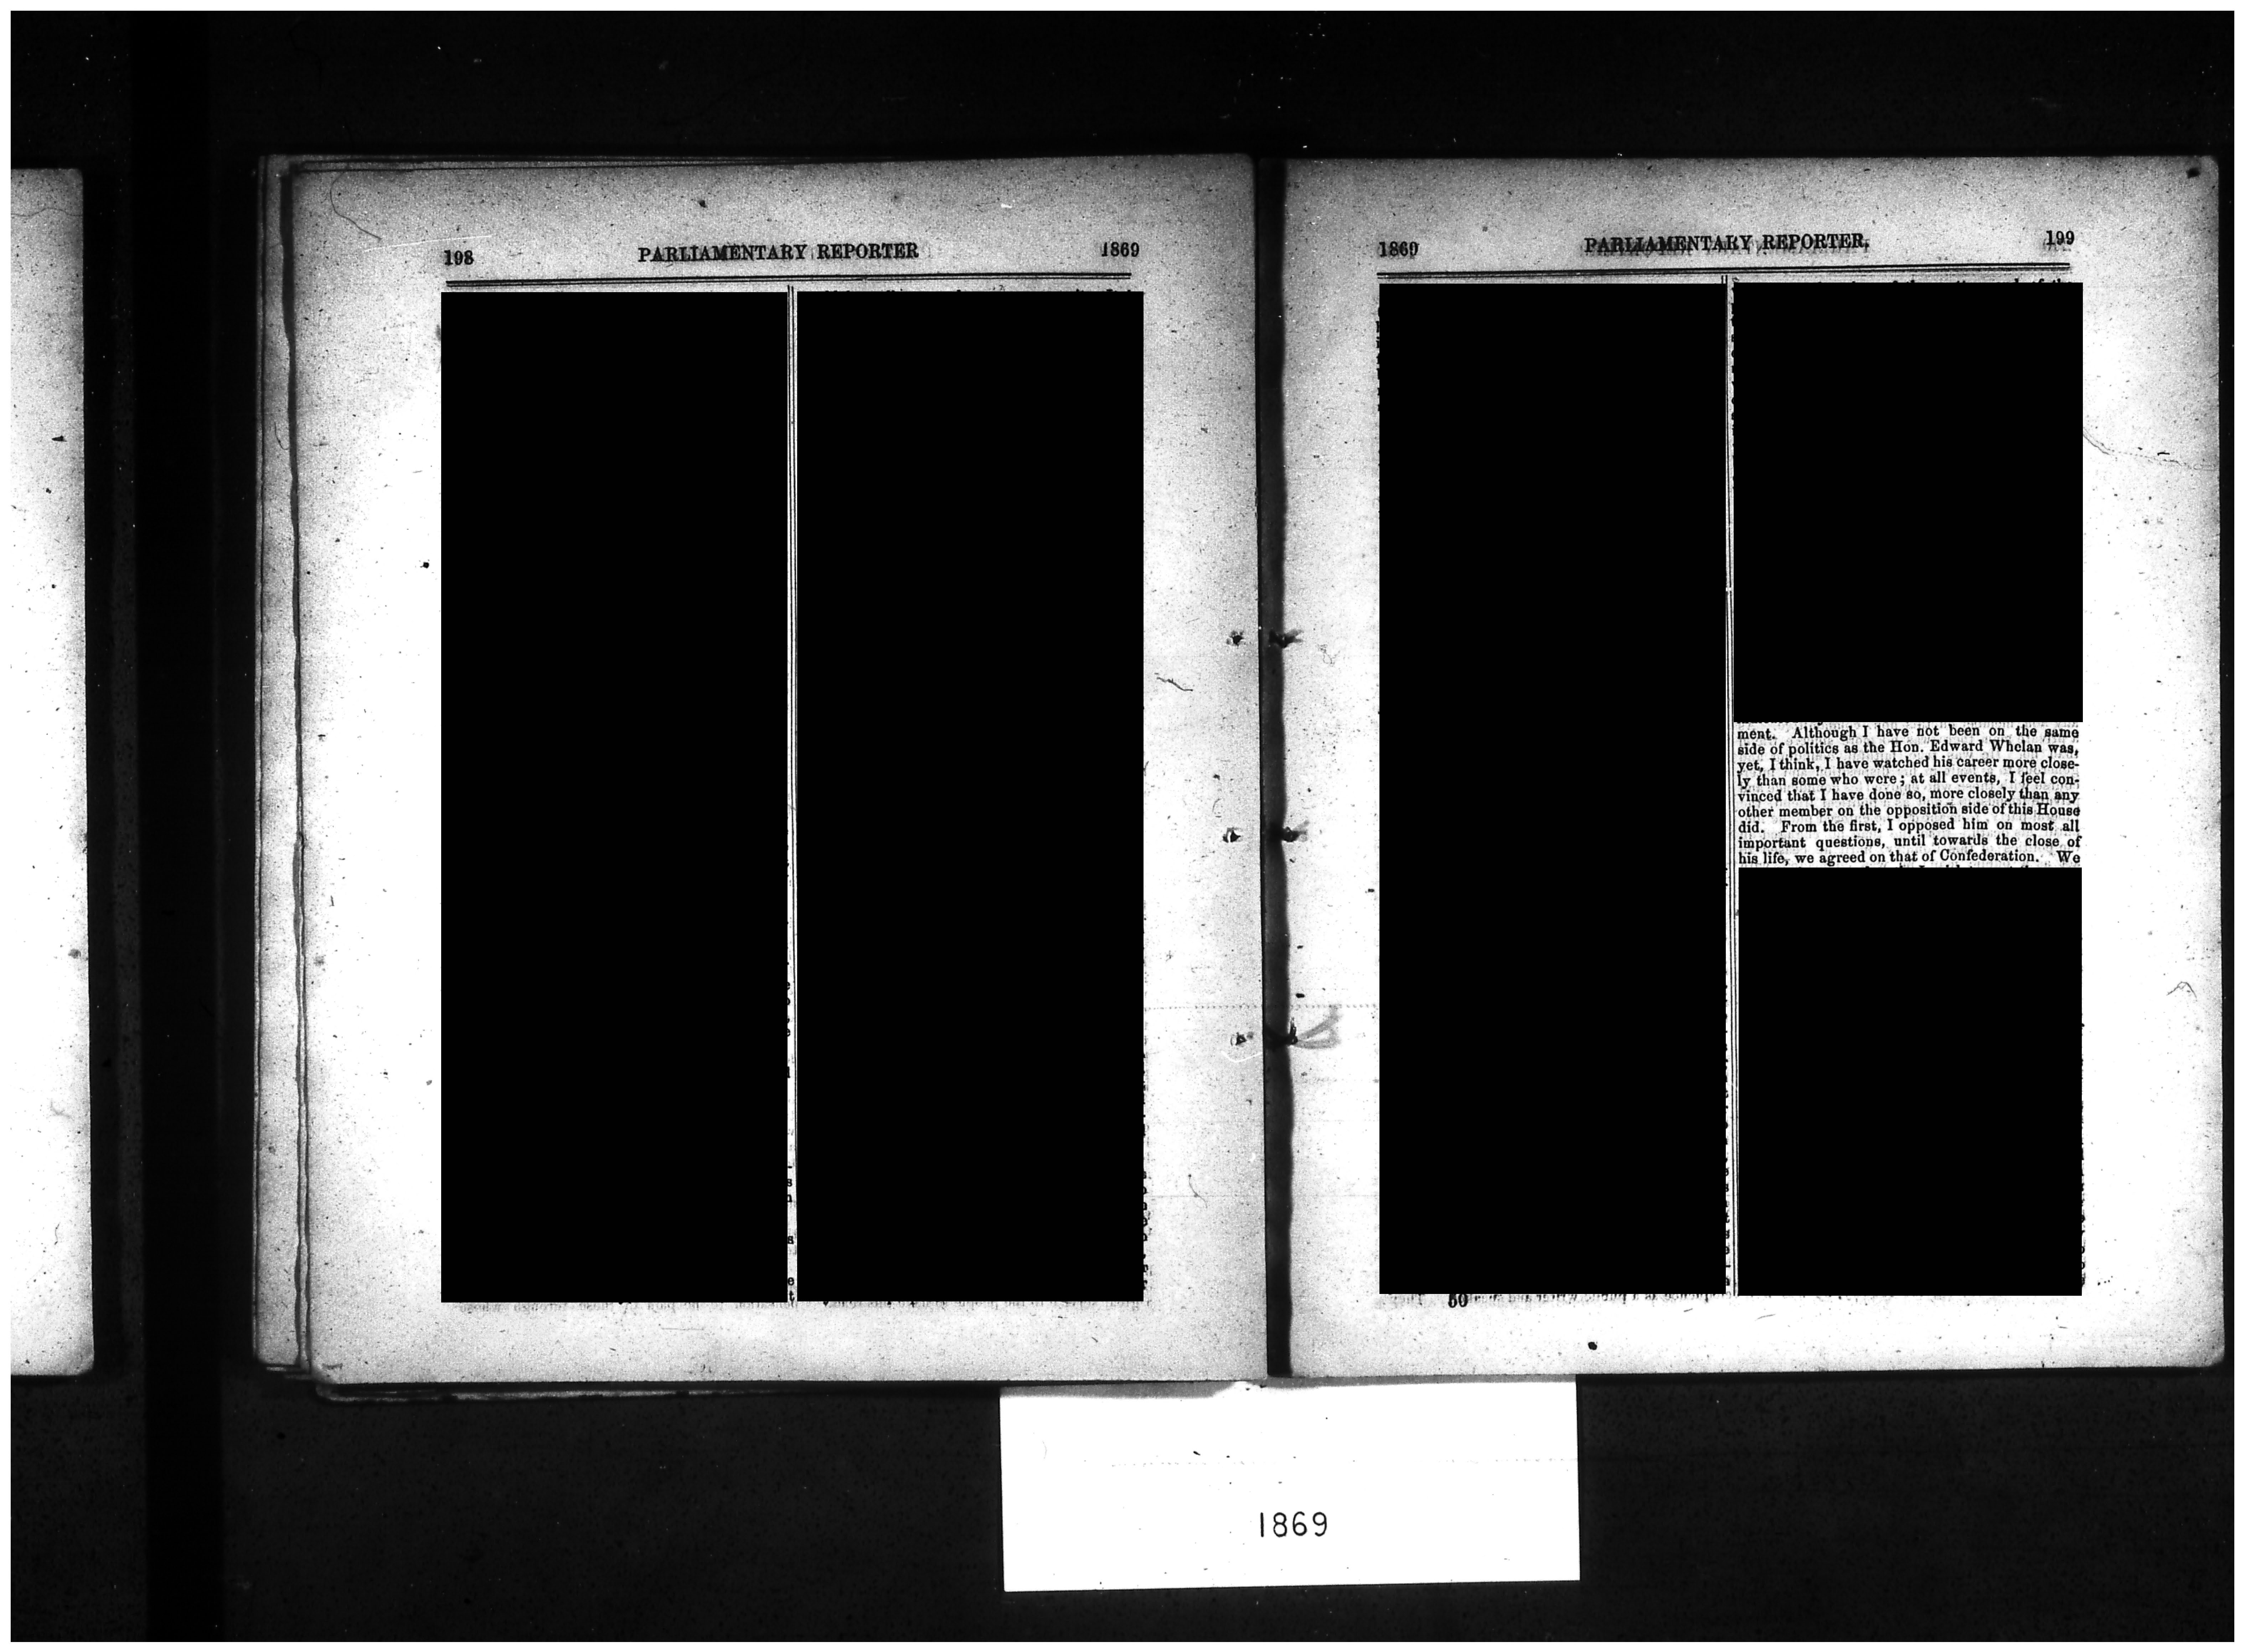 198
PARLIAMENTARY REPORTER
1869
1869
PARLIAMENTARY REPORTER.
199
ment. Although I have not been on the same
side of politics as the Hon. Edward Whelan was,
yet, I think, I have watched his career more close-
ly than some who were; at all events, I feel con-
vinced that I have done so, more closely than any
other member on the opposition side of this House
did. From the first, I opposed him on most all
important questions, until towards the close of
his life, we agreed on that of Confederation. We
50
1869